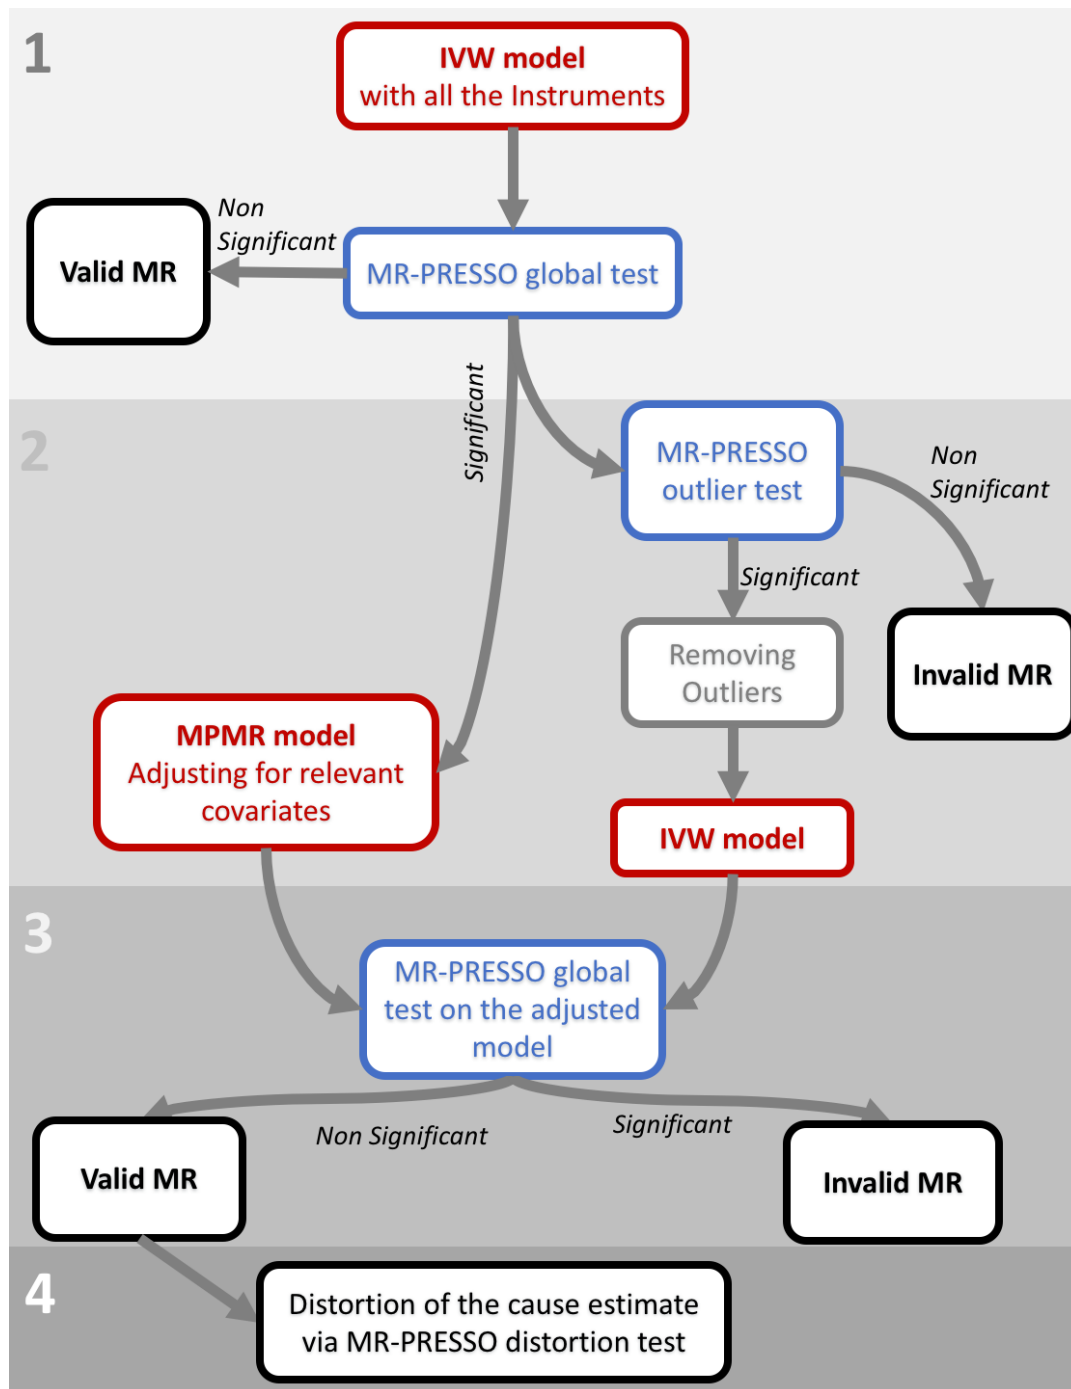 1
IVW model
with all the Instruments
Non
Significant
Valid MR
MR-PRESSO global test
Significant
2
MR-PRESSO
outlier test
Non
Significant
Significant
Removing
Outliers
Invalid MR
MPMR model
Adjusting for relevant
covariates
IVW model
3
MR-PRESSO global
test on the adjusted
model
Non Significant
Significant
Valid MR
Invalid MR
4
Distortion of the cause estimate
via MR-PRESSO distortion test